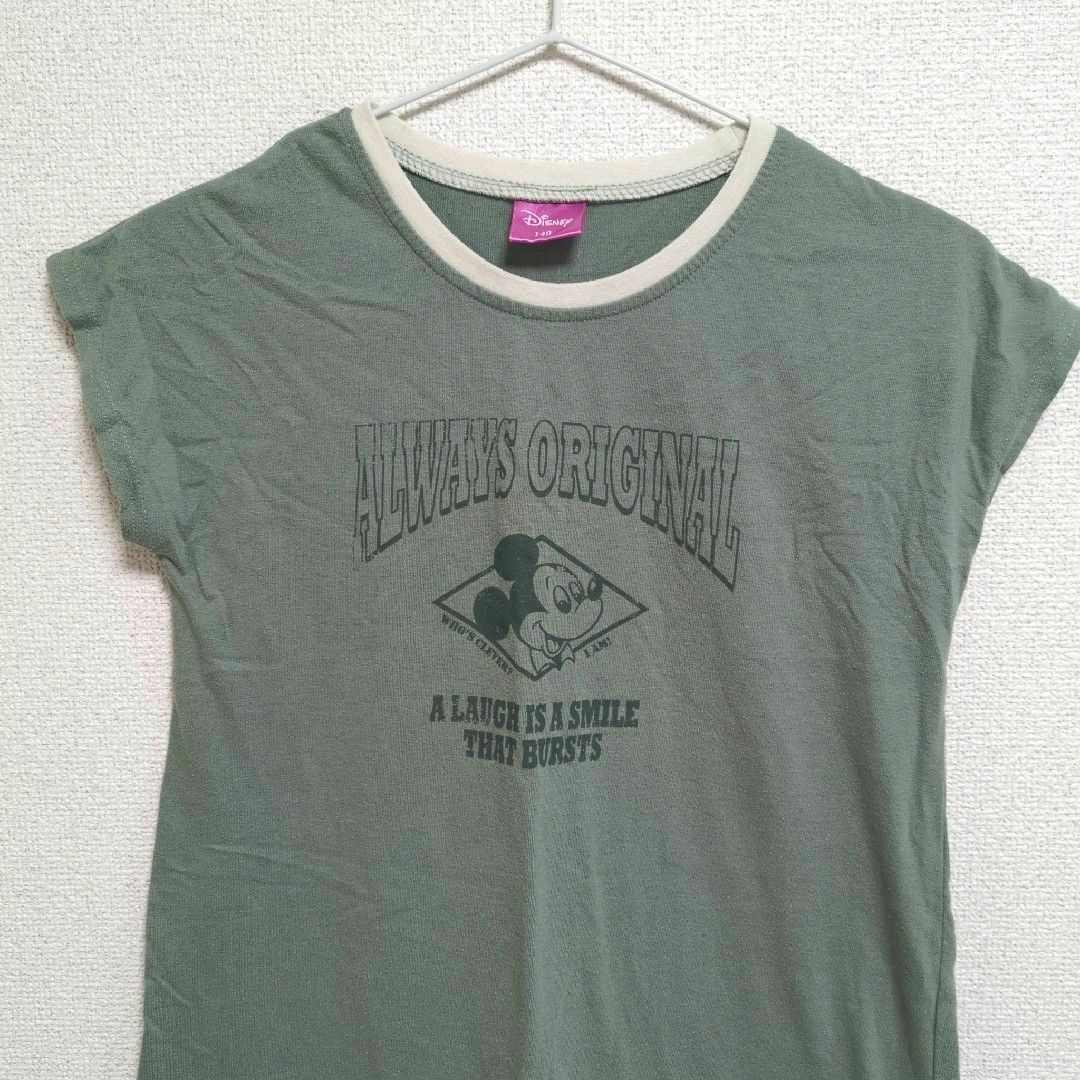 Disney
140
ALWAYS ORIGINAL
WHO'S CLEVER? I AM!
A LAUGH IS A SMILE
THAT BURSTS